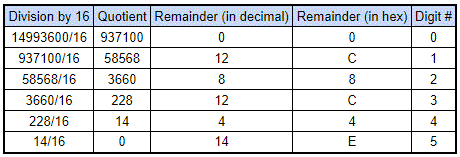 Division by 16 Quotient Remainder (in decimal) Remainder (in hex) Digit #
14993600/16 937100 0 0 0
937100/16 58568 12 C 1
58568/16 3660 8 8 2
3660/16 228 12 C 3
228/16 14 4 4 4
14/16 0 14 E 5